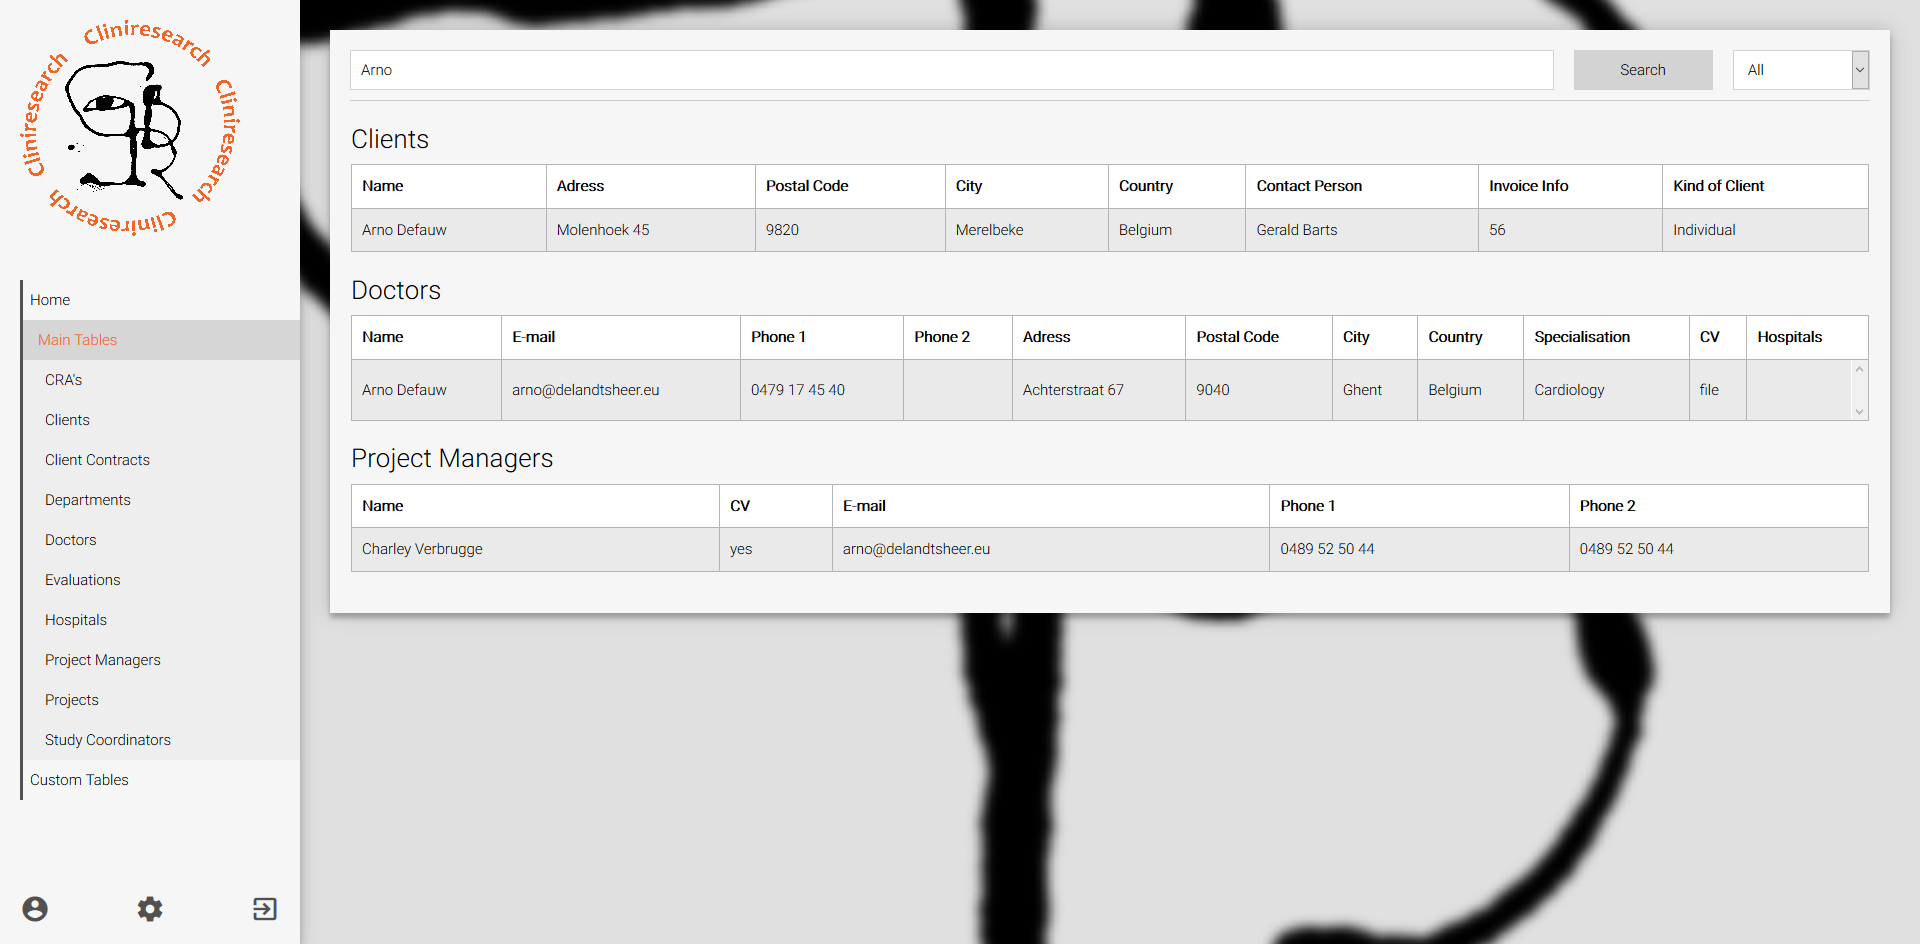 Cliniresearch Cliniresearch Cliniresearch Cliniresearch
Home
Main Tables
CRA's
Clients
Client Contracts
Departments
Doctors
Evaluations
Hospitals
Project Managers
Projects
Study Coordinators
Custom Tables
Arno Search All
Clients
Name Adress Postal Code City Country Contact Person Invoice Info Kind of Client
Arno Defauw Molenhoek 45 9820 Merelbeke Belgium Gerald Barts 56 Individual
Doctors
Name E-mail Phone 1 Phone 2 Adress Postal Code City Country Specialisation CV Hospitals
Arno Defauw arno@delandtsheer.eu 0479 17 45 40 Achterstraat 67 9040 Ghent Belgium Cardiology file
Project Managers
Name CV E-mail Phone 1 Phone 2
Charley Verbrugge yes arno@delandtsheer.eu 0489 52 50 44 0489 52 50 44